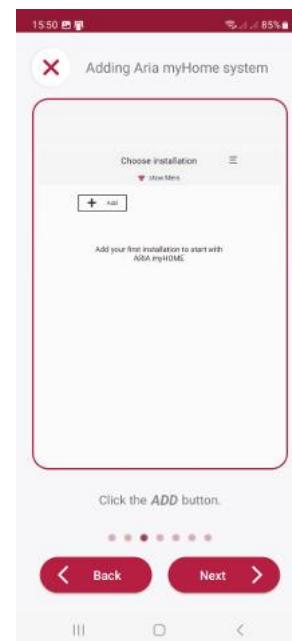 15:50 85%
Adding Aria myHome system
Choose installation
show filters
Add
Add your first installation to start with
ARIA myHOME
Click the ADD button.
Back Next